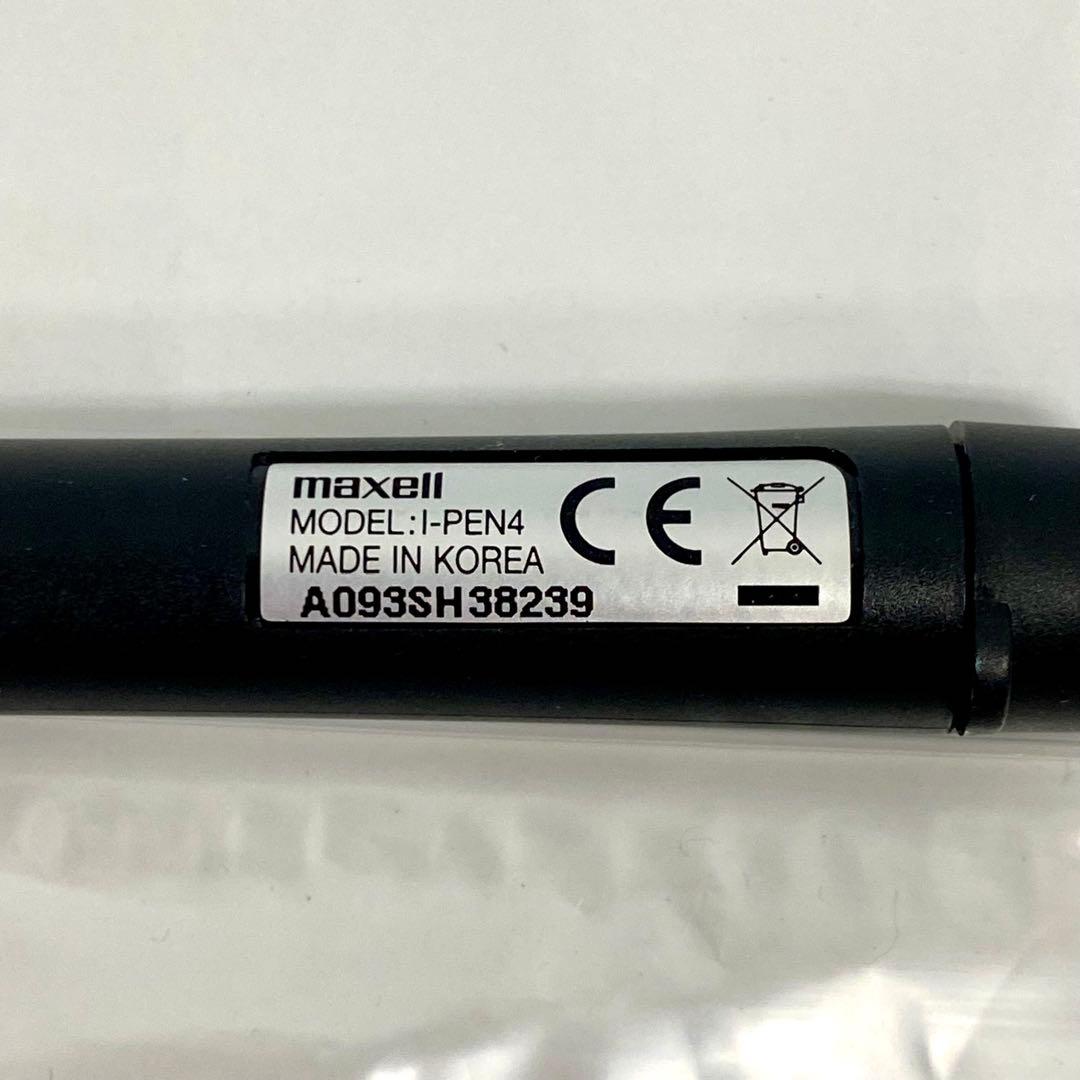 maxell
MODEL:I-PEN4
MADE IN KOREA
A093SH38239
CE